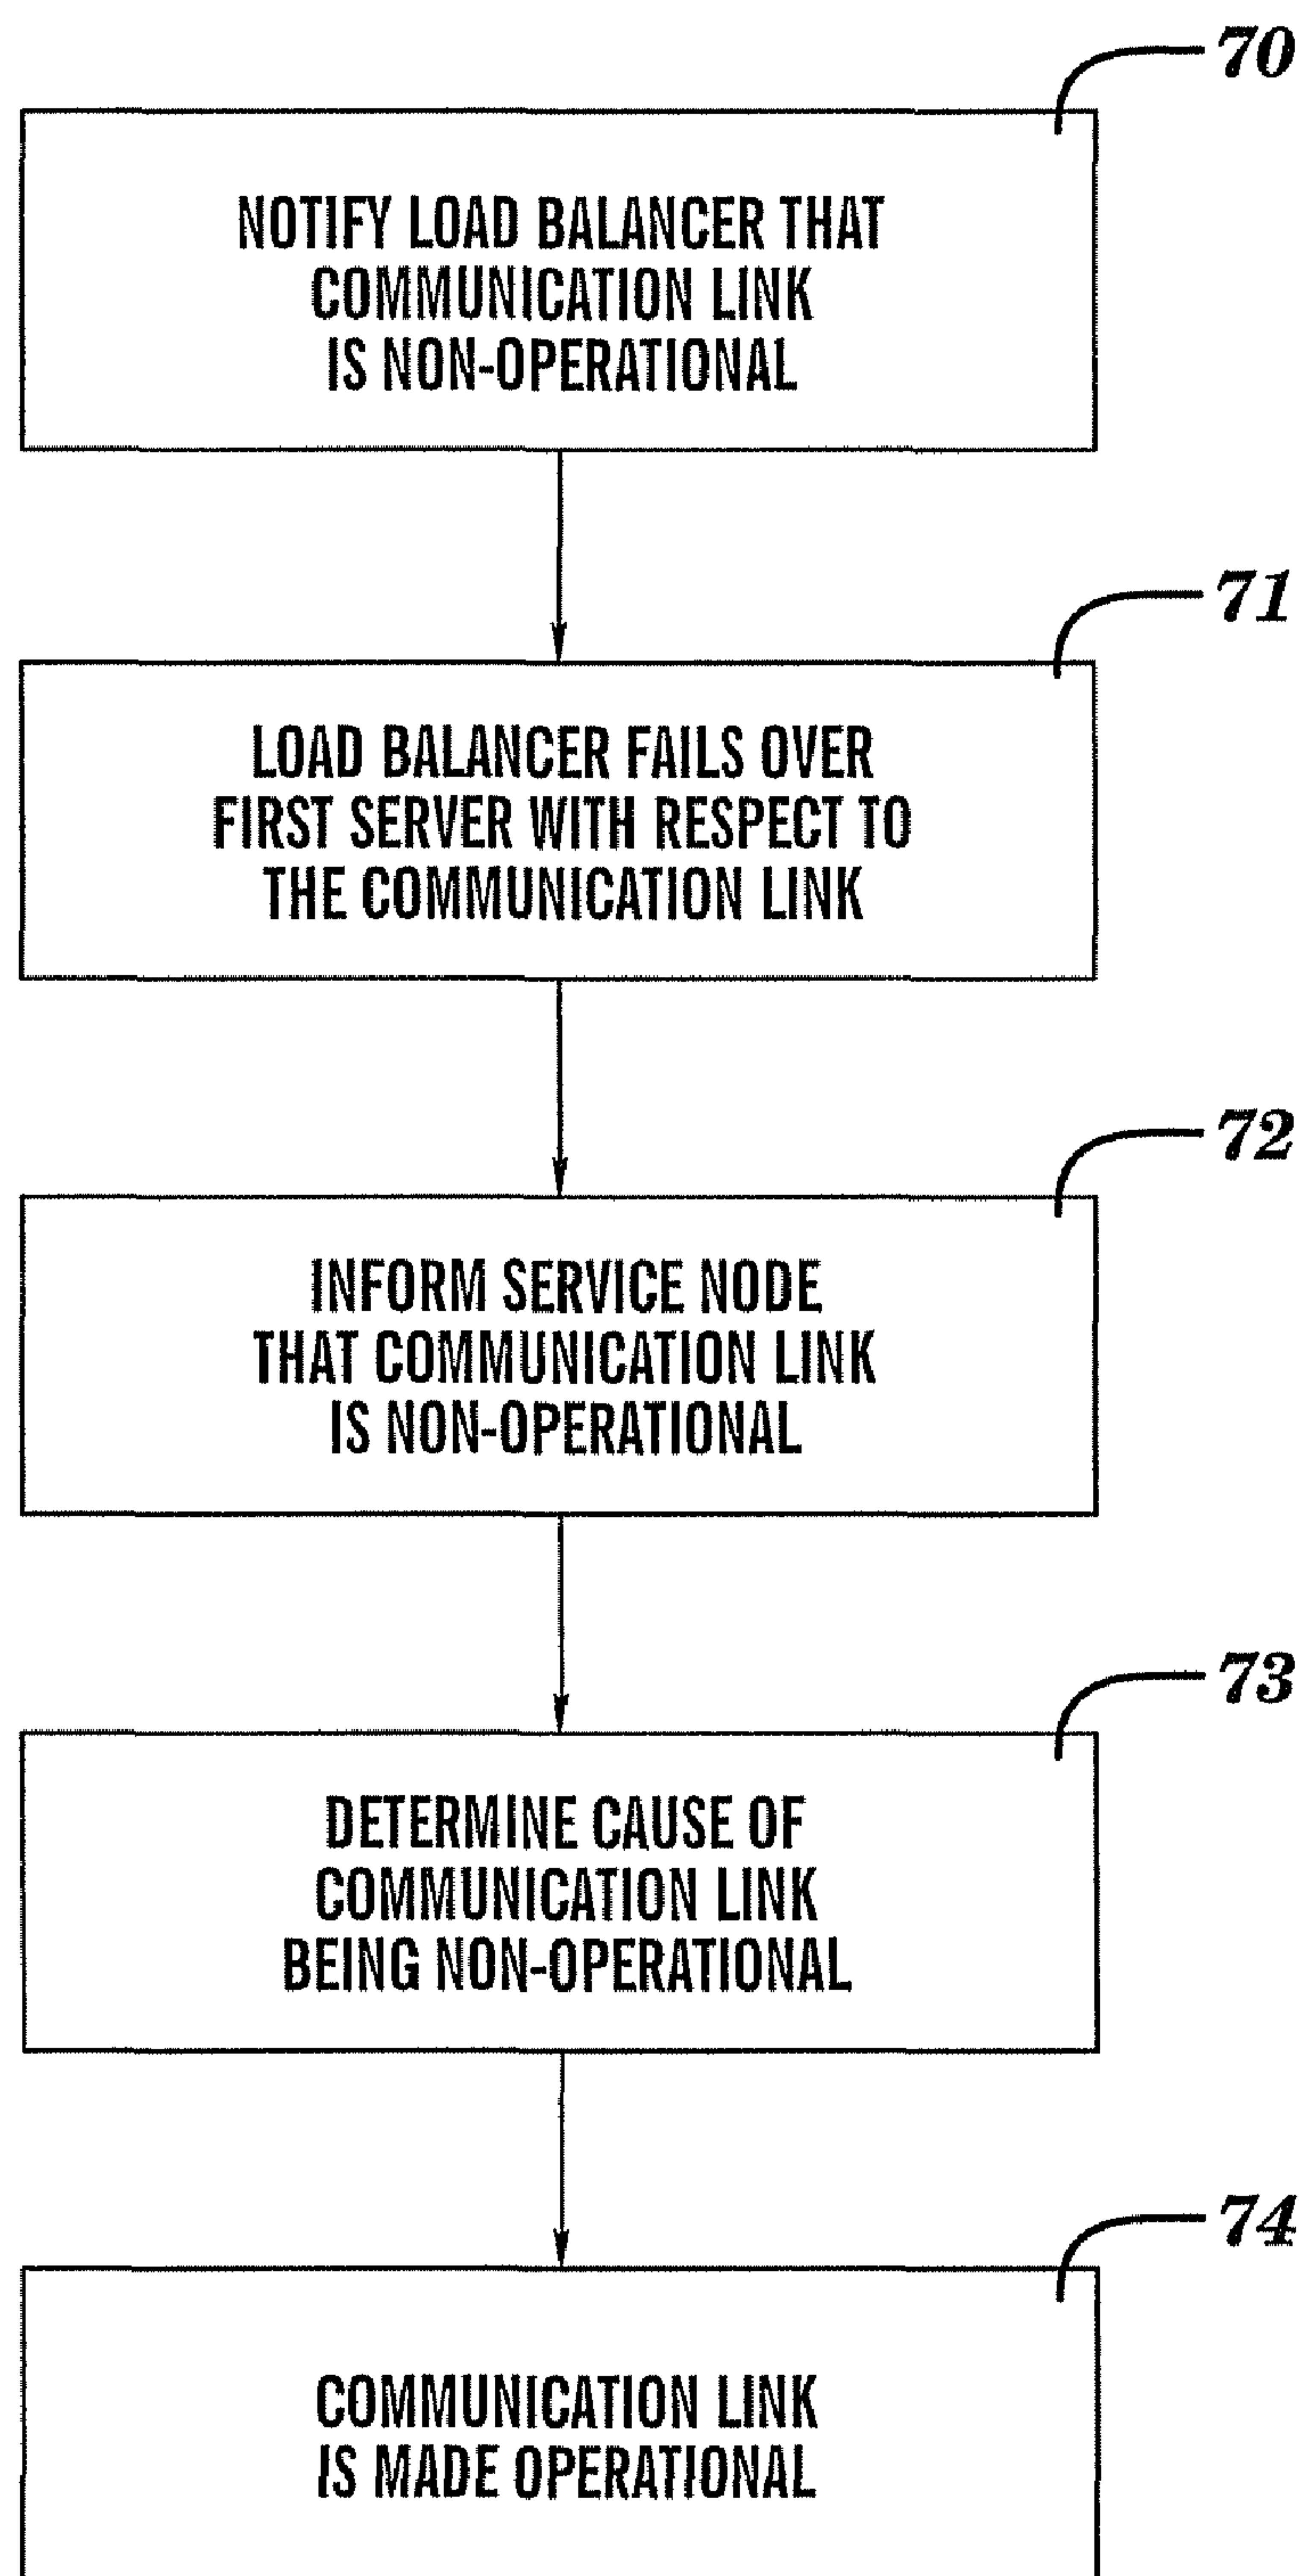 70
NOTIFY LOAD BALANCER THAT
COMMUNICATION LINK
IS NON-OPERATIONAL
71
LOAD BALANCER FAILS OVER
FIRST SERVER WITH RESPECT TO
THE COMMUNICATION LINK
72
INFORM SERVICE NODE
THAT COMMUNICATION LINK
IS NON-OPERATIONAL
73
DETERMINE CAUSE OF
COMMUNICATION LINK
BEING NON-OPERATIONAL
74
COMMUNICATION LINK
IS MADE OPERATIONAL